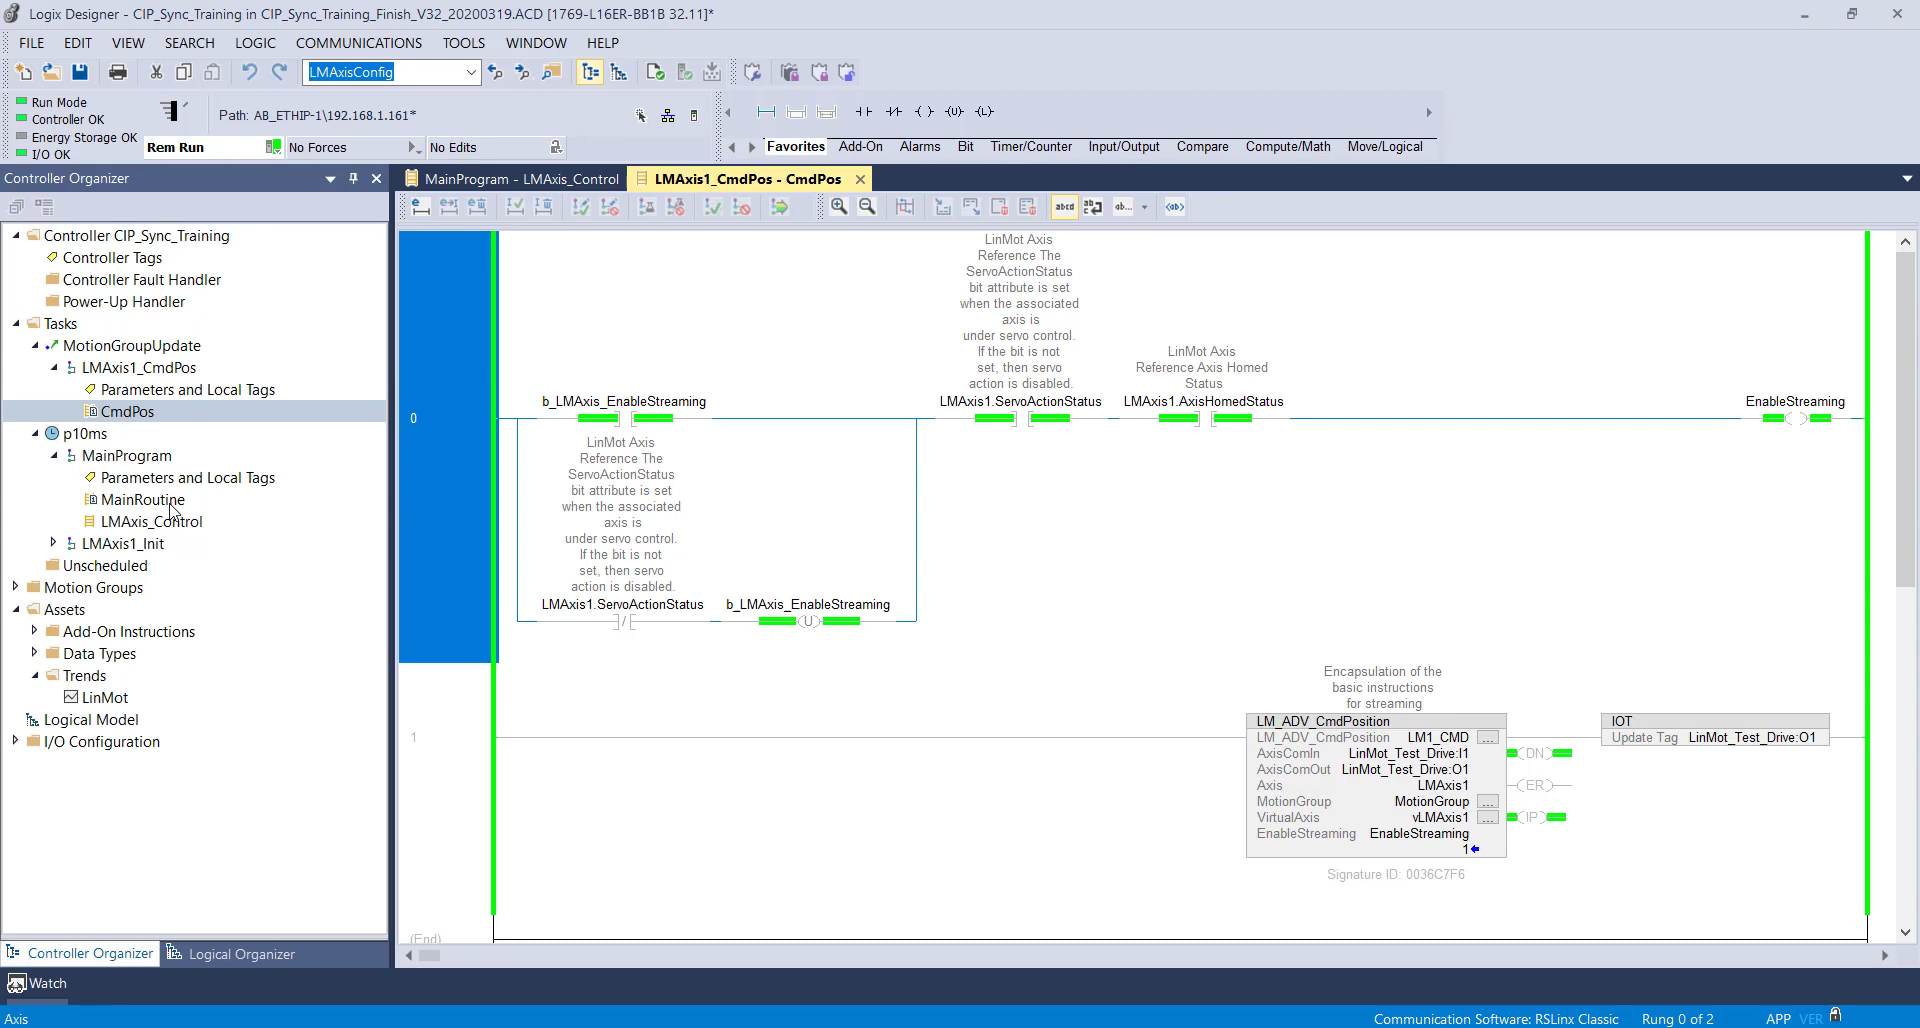 Logix Designer - CIP_Sync_Training in CIP_Sync_Training_Finish_V32_20200319.ACD [1769-L16ER-BB1B 32.11]*
FILE EDIT VIEW SEARCH LOGIC COMMUNICATIONS TOOLS WINDOW HELP
LMAxisConfig
Run Mode
Controller OK
Energy Storage OK
I/O OK
Path: AB_ETHIP-1\192.168.1.161*
Rem Run
No Forces
No Edits
Favorites Add-On Alarms Bit Timer/Counter Input/Output Compare Compute/Math Move/Logical
Controller Organizer
MainProgram - LMAxis_Control
LMAxis1_CmdPos - CmdPos
Controller CIP_Sync_Training
Controller Tags
Controller Fault Handler
Power-Up Handler
Tasks
MotionGroupUpdate
LMAxis1_CmdPos
Parameters and Local Tags
CmdPos
p10ms
MainProgram
Parameters and Local Tags
MainRoutine
LMAxis_Control
LMAxis1_Init
Unscheduled
Motion Groups
Assets
Add-On Instructions
Data Types
Trends
LinMot
Logical Model
I/O Configuration
Controller Organizer
Logical Organizer
0
b_LMAxis_EnableStreaming
LinMot Axis
Reference The
ServoActionStatus
bit attribute is set
when the associated
axis is
under servo control.
If the bit is not
set, then servo
action is disabled.
LMAxis1.ServoActionStatus
LinMot Axis
Reference Axis Homed
Status
LMAxis1.AxisHomedStatus
EnableStreaming
LinMot Axis
Reference The
ServoActionStatus
bit attribute is set
when the associated
axis is
under servo control.
If the bit is not
set, then servo
action is disabled.
LMAxis1.ServoActionStatus
/
b_LMAxis_EnableStreaming
U
1
Encapsulation of the
basic instructions
for streaming
LM_ADV_CmdPosition
LM_ADV_CmdPosition LM1_CMD ...
AxisComIn LinMot_Test_Drive:I1
AxisComOut LinMot_Test_Drive:O1
Axis LMAxis1
MotionGroup MotionGroup ...
VirtualAxis vLMAxis1 ...
EnableStreaming EnableStreaming
1
DN
ER
IP
Signature ID: 0036C7F6
IOT
Update Tag LinMot_Test_Drive:O1
(End)
Watch
Axis
Communication Software: RSLinx Classic
Rung 0 of 2
APP VER